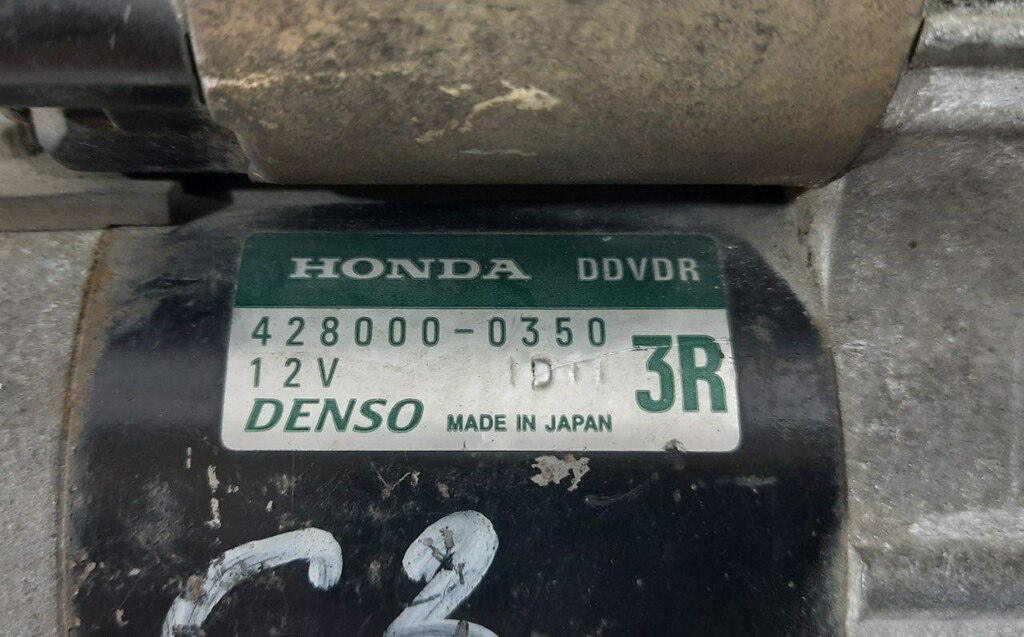 HONDA DDVDR
428000-0350
12V 3R
DENSO MADE IN JAPAN